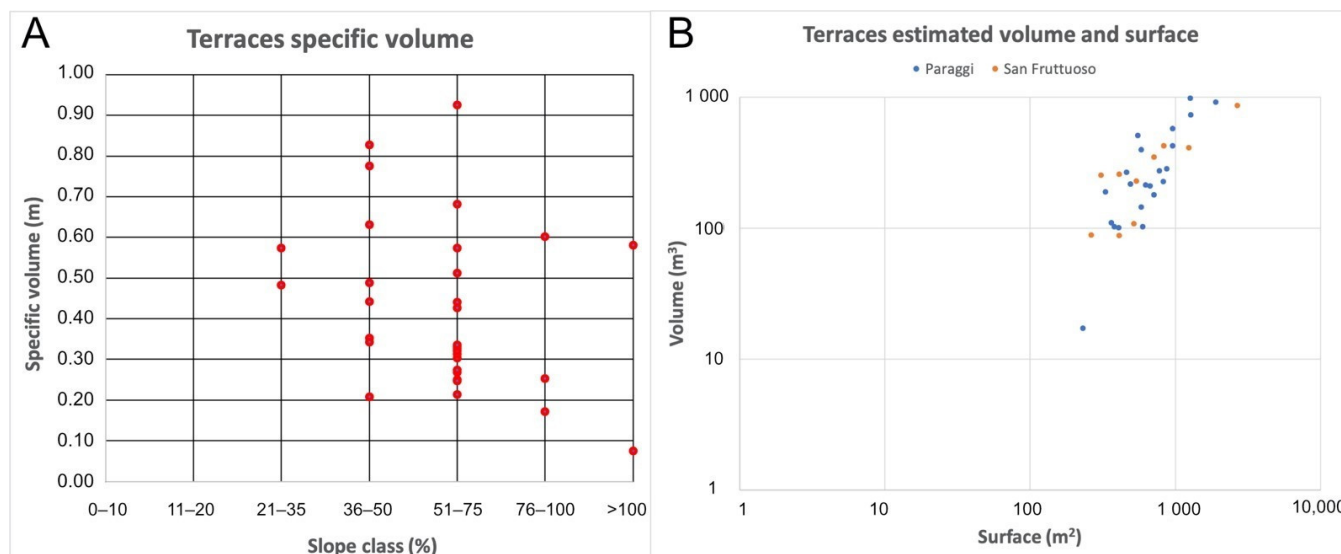 A
Terraces specific volume
1.00
0.90
0.80
0.70
0.60
0.50
0.40
0.30
0.20
0.10
0.00
Specific volume (m)
0–10 11–20 21–35 36–50 51–75 76–100 >100
Slope class (%)
B
Terraces estimated volume and surface
Paraggi San Fruttuoso
1 000
100
10
1
Volume (m³)
1 10 100 1 000 10,000
Surface (m²)